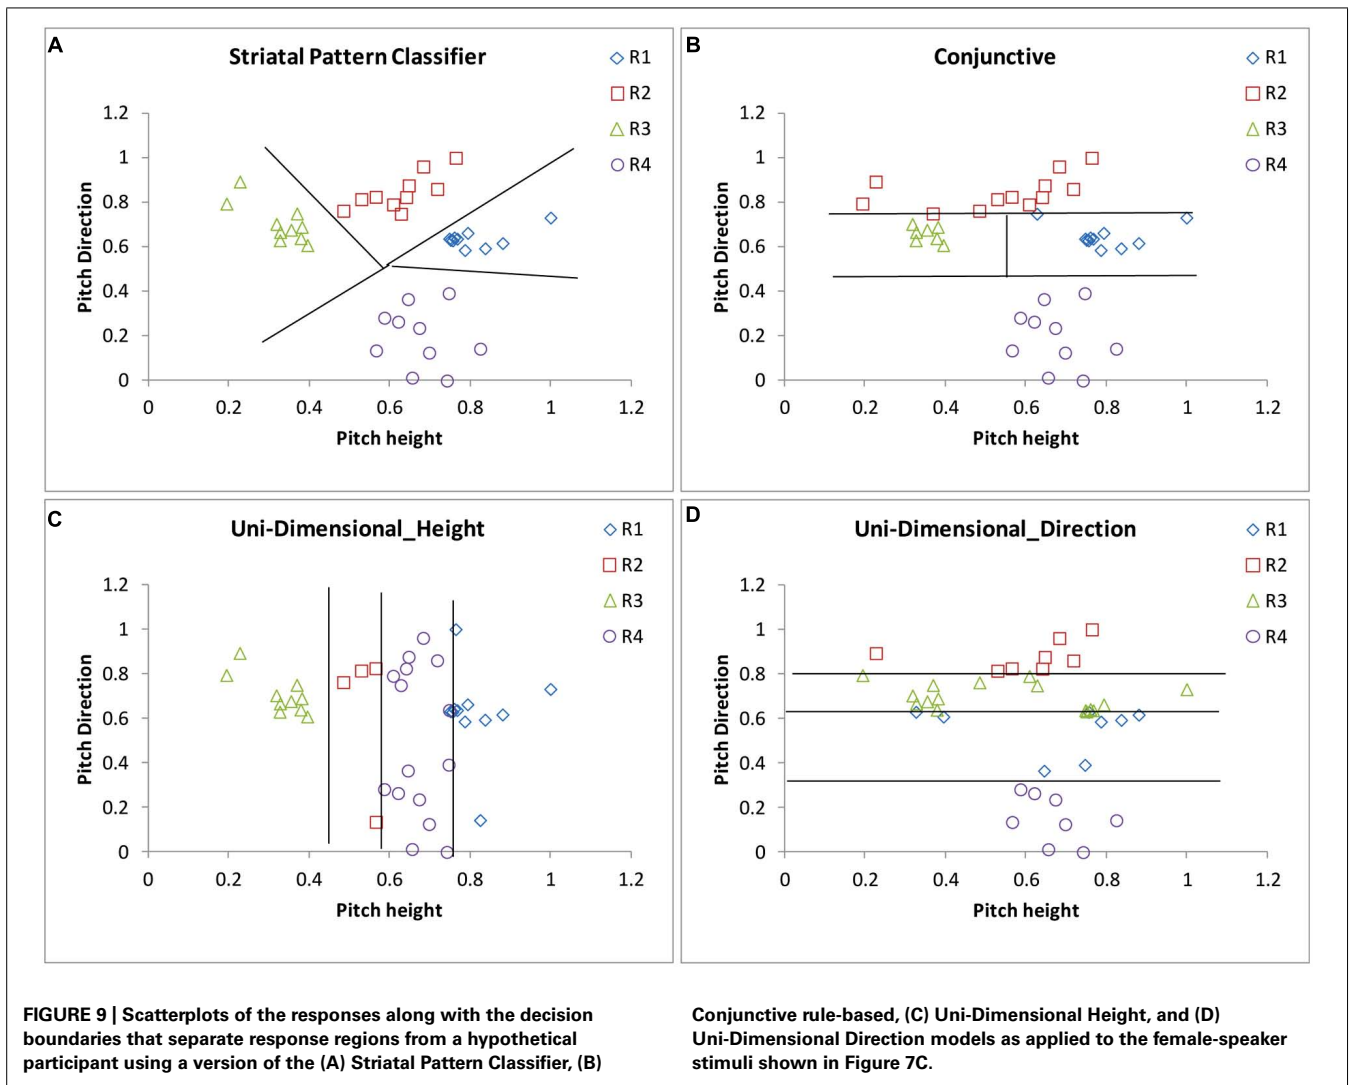 A
Striatal Pattern Classifier
R1
R2
R3
R4
1.2
1
0.8
0.6
0.4
0.2
0
Pitch Direction
0 0.2 0.4 0.6 0.8 1 1.2
Pitch height
B
Conjunctive
R1
R2
R3
R4
1.2
1
0.8
0.6
0.4
0.2
0
Pitch Direction
0 0.2 0.4 0.6 0.8 1 1.2
Pitch height
C
Uni-Dimensional_Height
R1
R2
R3
R4
1.2
1
0.8
0.6
0.4
0.2
0
Pitch Direction
0 0.2 0.4 0.6 0.8 1 1.2
Pitch height
D
Uni-Dimensional_Direction
R1
R2
R3
R4
1.2
1
0.8
0.6
0.4
0.2
0
Pitch Direction
0 0.2 0.4 0.6 0.8 1 1.2
Pitch height
FIGURE 9 | Scatterplots of the responses along with the decision
boundaries that separate response regions from a hypothetical
participant using a version of the (A) Striatal Pattern Classifier, (B)
Conjunctive rule-based, (C) Uni-Dimensional Height, and (D)
Uni-Dimensional Direction models as applied to the female-speaker
stimuli shown in Figure 7C.